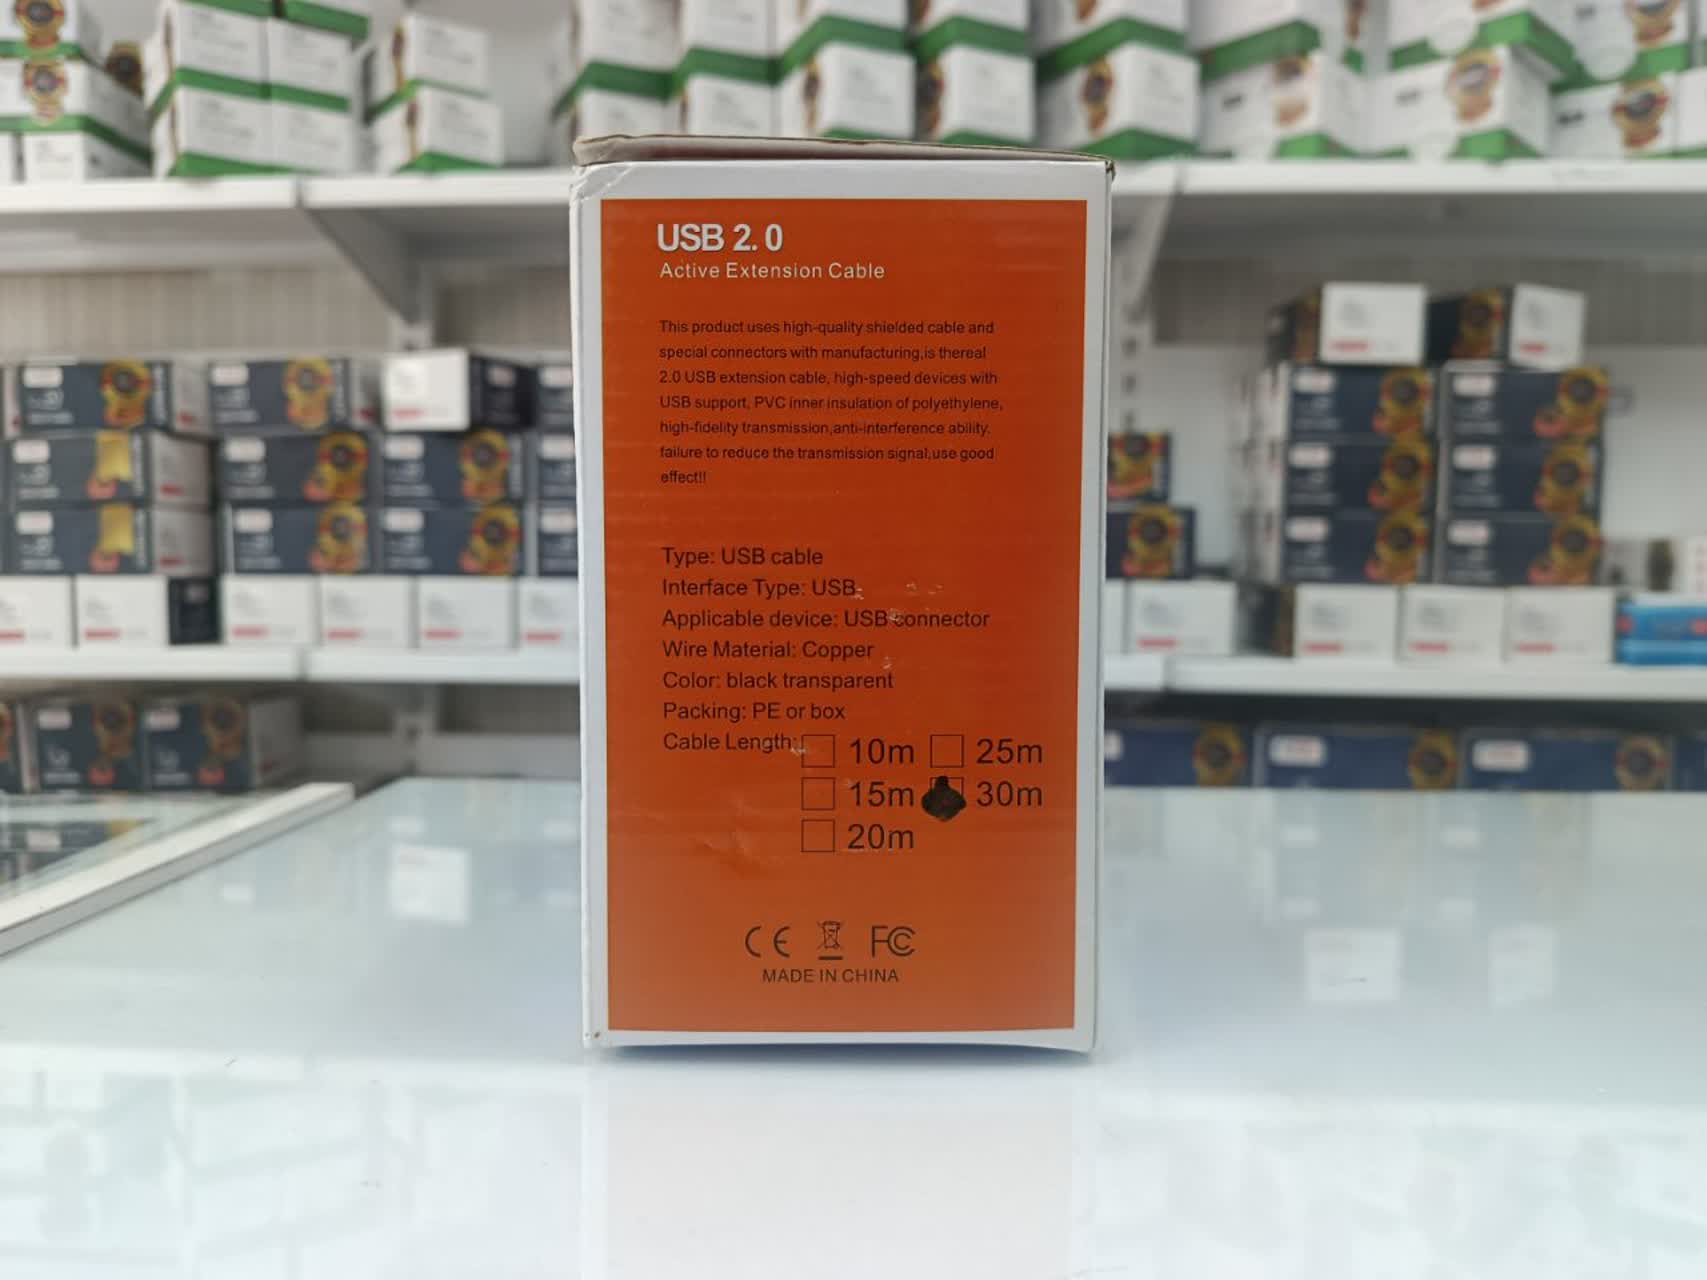 USB 2.0
Active Extension Cable
This product uses high-quality shielded cable and
special connectors with manufacturing,is thereal
2.0 USB extension cable, high-speed devices with
USB support, PVC inner insulation of polyethylene,
high-fidelity transmission,anti-interference ability.
failure to reduce the transmission signal,use good
effect!!
Type: USB cable
Interface Type: USB
Applicable device: USB connector
Wire Material: Copper
Color: black transparent
Packing: PE or box
Cable Length: 10m 25m
15m 30m
20m
CE FC
MADE IN CHINA